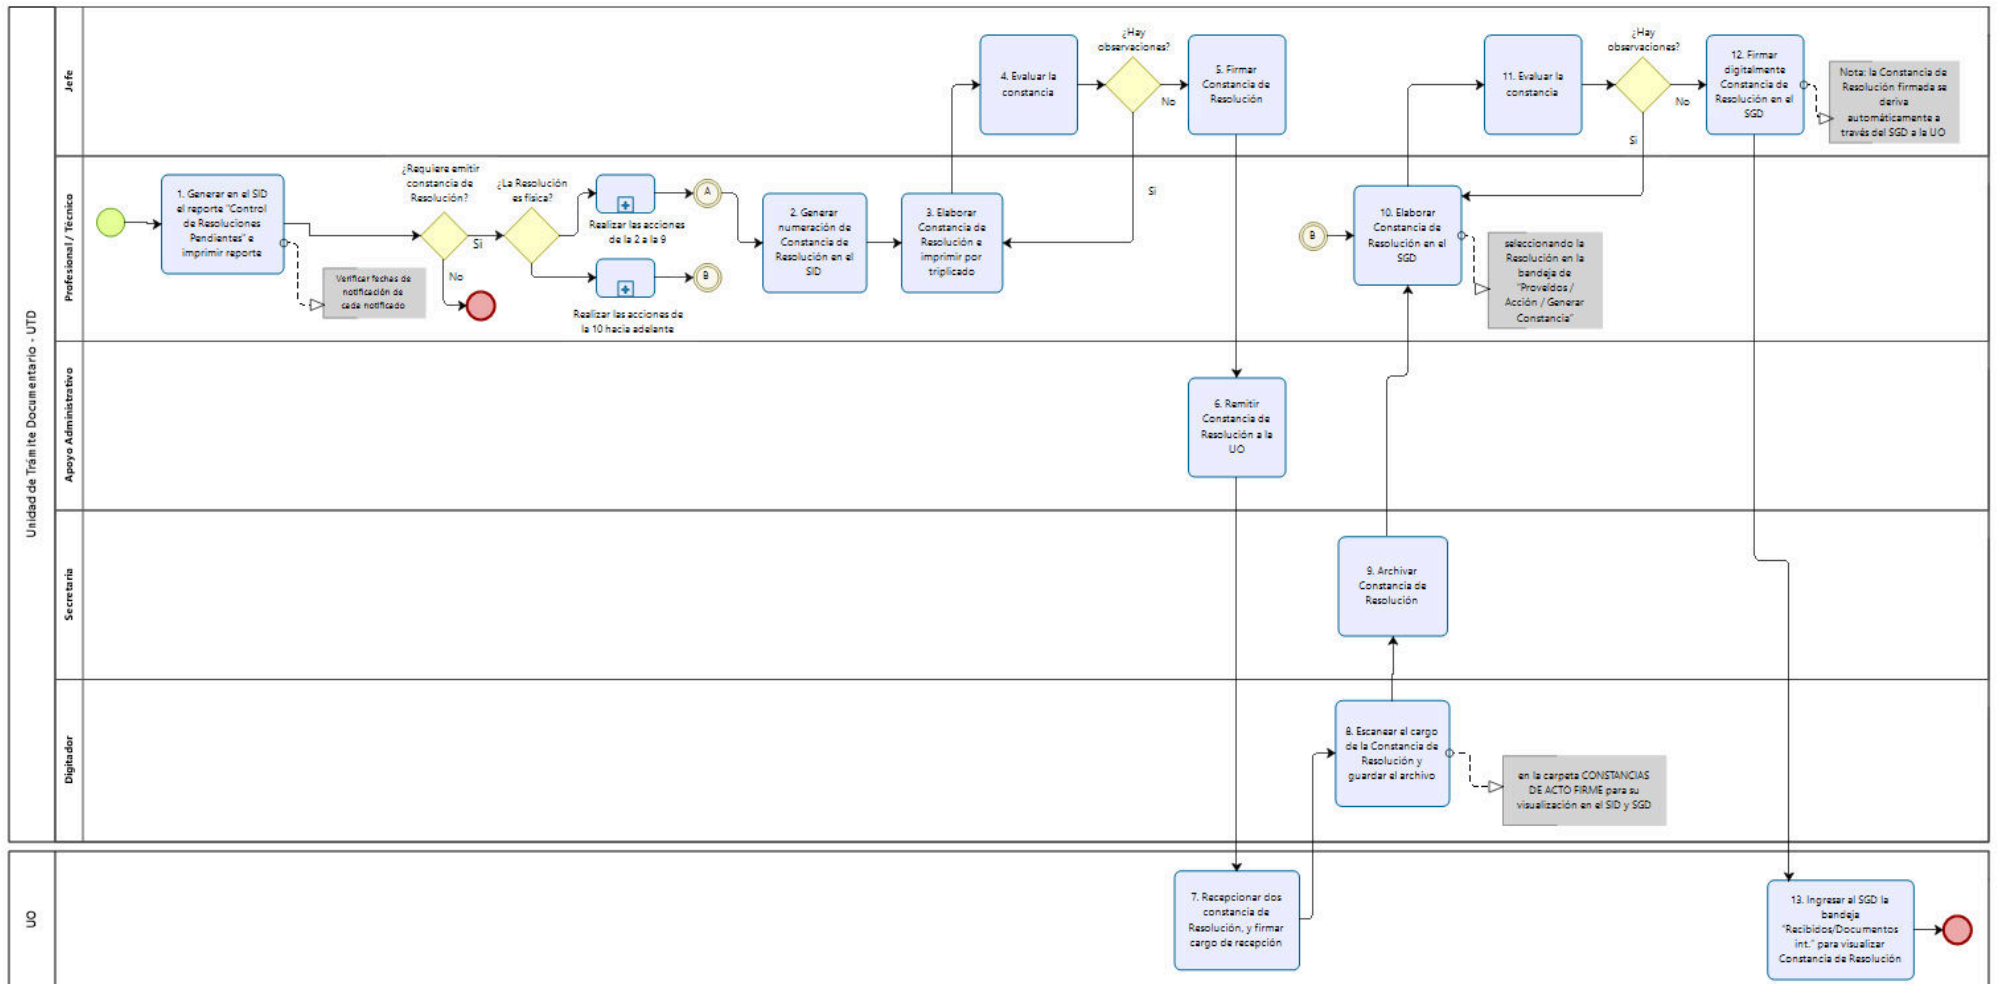 Unidad de Trámite Documentario - UTD
Jefe
4. Evaluar la
constancia
¿Hay
observaciones?
No
Si
5. Firmar
Constancia de
Resolución
11. Evaluar la
constancia
¿Hay
observaciones?
No
Si
12. Firmar
digitalmente
Constancia de
Resolución en el
SGD
Nota: la Constancia de
Resolución firmada se
deriva
automáticamente a
través del SGD a la UO
Profesional / Técnico
1. Generar en el SID
el reporte "Control
de Resoluciones
Pendientes" e
imprimir reporte
Verificar fechas de
notificación de
cada notificado
¿Requiere emitir
constancia de
Resolución?
Si
No
¿La Resolución
es física?
Realizar las acciones
de la 2 a la 9
A
Realizar las acciones de
la 10 hacia adelante
B
2. Generar
numeración de
Constancia de
Resolución en el
SID
3. Elaborar
Constancia de
Resolución e
imprimir por
triplicado
B
10. Elaborar
Constancia de
Resolución en el
SGD
seleccionando la
Resolución en la
bandeja de
"Proveídos /
Acción / Generar
Constancia"
Apoyo Administrativo
6. Remitir
Constancia de
Resolución a la
UO
Secretaria
9. Archivar
Constancia de
Resolución
Digitador
8. Escanear el cargo
de la Constancia de
Resolución y
guardar el archivo
en la carpeta CONSTANCIAS
DE ACTO FIRME para su
visualización en el SID y SGD
UO
7. Recepcionar dos
constancia de
Resolución, y firmar
cargo de recepción
13. Ingresar al SGD la
bandeja
"Recibidos/Documentos
int." para visualizar
Constancia de Resolución